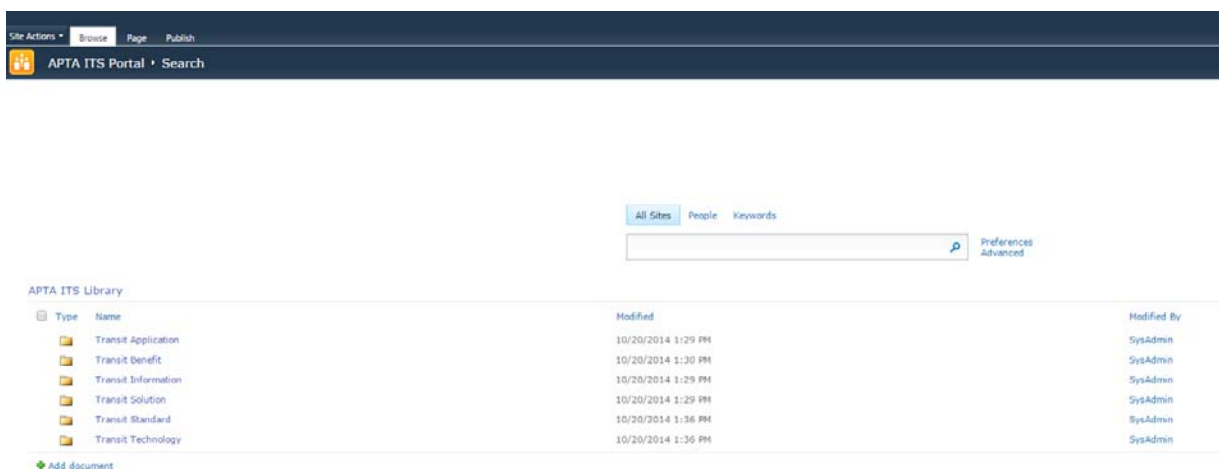 Site Actions Browse Page Publish
APTA ITS Portal Search
All Sites People Keywords
Preferences
Advanced
APTA ITS Library
Type Name Modified Modified By
Transit Application 10/20/2014 1:29 PM SysAdmin
Transit Benefit 10/20/2014 1:30 PM SysAdmin
Transit Information 10/20/2014 1:29 PM SysAdmin
Transit Solution 10/20/2014 1:29 PM SysAdmin
Transit Standard 10/20/2014 1:36 PM SysAdmin
Transit Technology 10/20/2014 1:36 PM SysAdmin
Add document